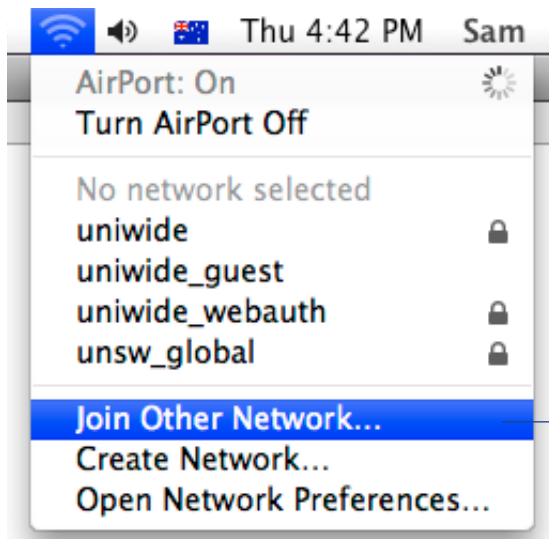 Thu 4:42 PM Sam
AirPort: On
Turn AirPort Off
No network selected
uniwide
uniwide_guest
uniwide_webauth
unsw_global
Join Other Network...
Create Network...
Open Network Preferences...